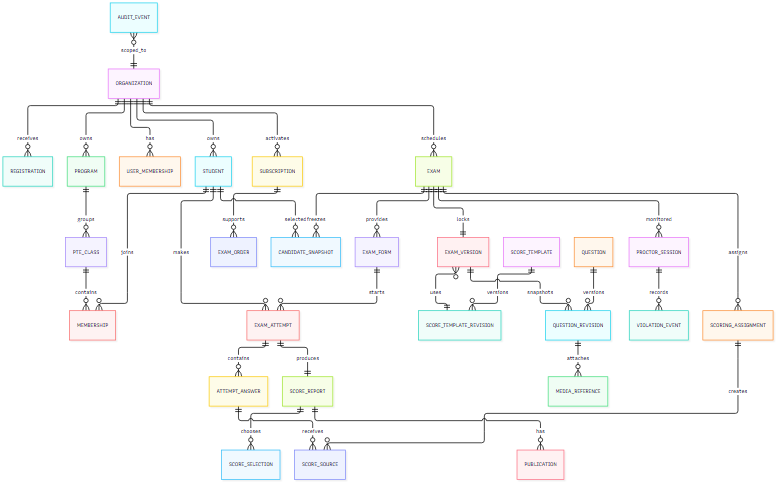 AUDIT_EVENT
scoped_to
ORGANIZATION
receives
owns
has
owns
activates
schedules
REGISTRATION
PROGRAM
USER_MEMBERSHIP
STUDENT
SUBSCRIPTION
EXAM
groups
supports
selected
freezes
provides
locks
monitored
PTE_CLASS
joins
makes
EXAM_ORDER
CANDIDATE_SNAPSHOT
EXAM_FORM
EXAM_VERSION
SCORE_TEMPLATE
QUESTION
PROCTOR_SESSION
assigns
contains
starts
uses
versions
snapshots
versions
records
MEMBERSHIP
EXAM_ATTEMPT
SCORE_TEMPLATE_REVISION
QUESTION_REVISION
VIOLATION_EVENT
SCORING_ASSIGNMENT
contains
produces
attaches
ATTEMPT_ANSWER
SCORE_REPORT
MEDIA_REFERENCE
creates
chooses
receives
has
SCORE_SELECTION
SCORE_SOURCE
PUBLICATION